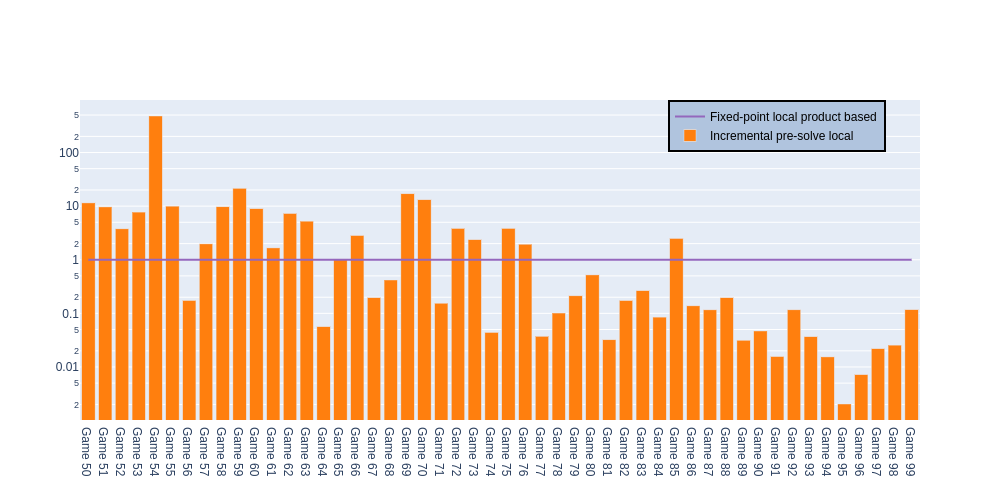 Fixed-point local product based
Incremental pre-solve local
5
2
100
5
2
10
5
2
1
5
2
0.1
5
2
0.01
5
2
Game 50
Game 51
Game 52
Game 53
Game 54
Game 55
Game 56
Game 57
Game 58
Game 59
Game 60
Game 61
Game 62
Game 63
Game 64
Game 65
Game 66
Game 67
Game 68
Game 69
Game 70
Game 71
Game 72
Game 73
Game 74
Game 75
Game 76
Game 77
Game 78
Game 79
Game 80
Game 81
Game 82
Game 83
Game 84
Game 85
Game 86
Game 87
Game 88
Game 89
Game 90
Game 91
Game 92
Game 93
Game 94
Game 95
Game 96
Game 97
Game 98
Game 99